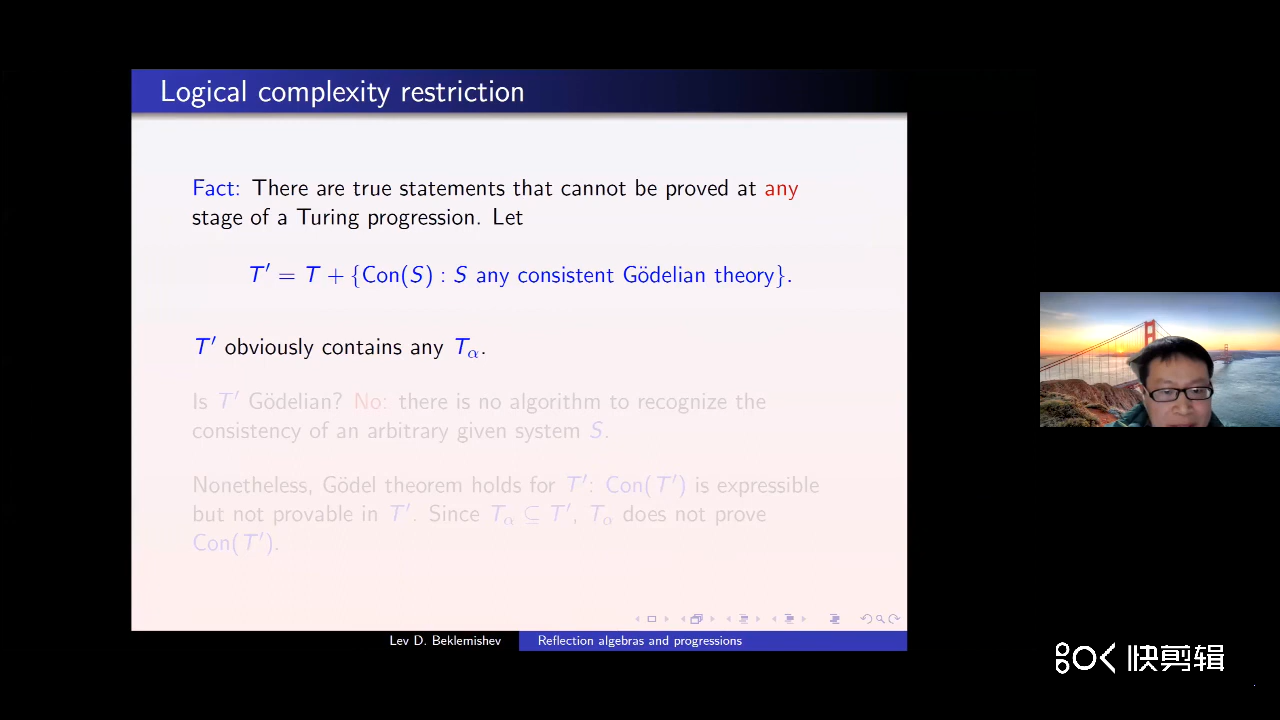 Logical complexity restriction
Fact: There are true statements that cannot be proved at any
stage of a Turing progression. Let
T′ = T + {Con(S) : S any consistent Gödelian theory}.
T′ obviously contains any Tα.
Is T′ Gödelian? No: there is no algorithm to recognize the
consistency of an arbitrary given system S.
Nonetheless, Gödel theorem holds for T′: Con(T′) is expressible
but not provable in T′. Since Tα ⊆ T′, Tα does not prove
Con(T′).
Lev D. Beklemishev
Reflection algebras and progressions
快剪辑